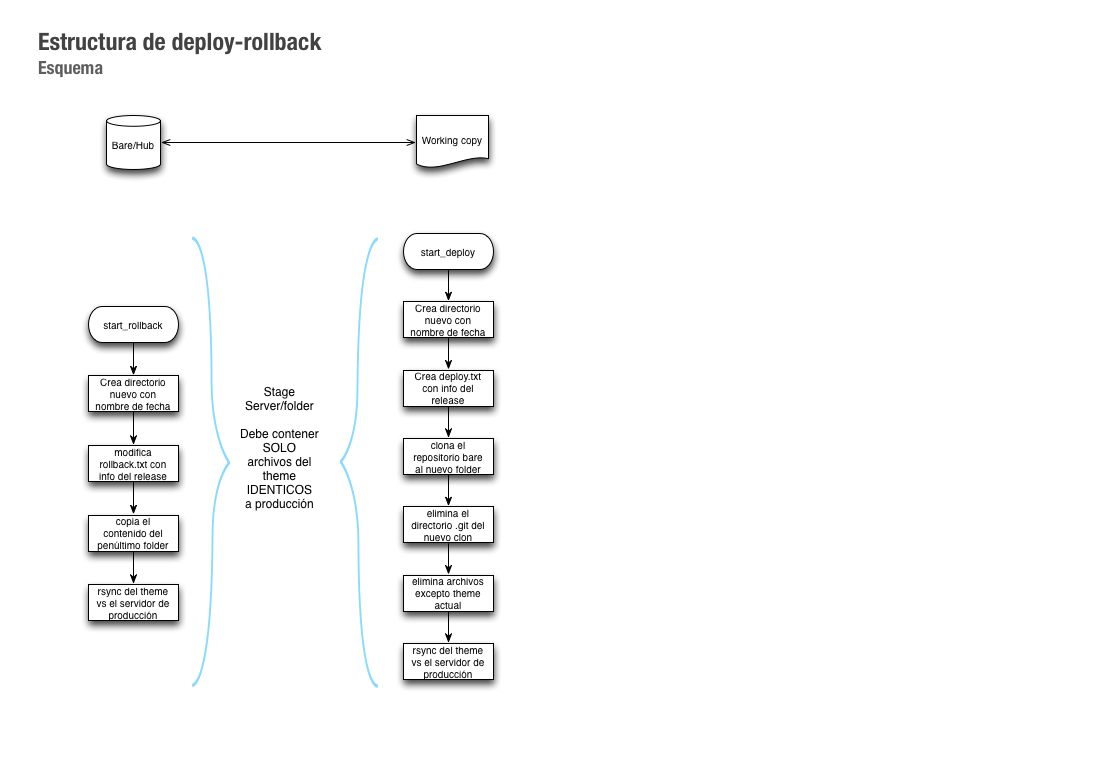 Estructura de deploy-rollback
Esquema
Bare/Hub
Working copy
start_rollback
Crea directorio
nuevo con
nombre de fecha
modifica
rollback.txt con
info del release
copia el
contenido del
penúltimo folder
rsync del theme
vs el servidor de
producción
Stage
Server/folder
Debe contener
SOLO
archivos del
theme
IDENTICOS
a producción
start_deploy
Crea directorio
nuevo con
nombre de fecha
Crea deploy.txt
con info del
release
clona el
repositorio bare
al nuevo folder
elimina el
directorio .git del
nuevo clon
elimina archivos
excepto theme
actual
rsync del theme
vs el servidor de
producción